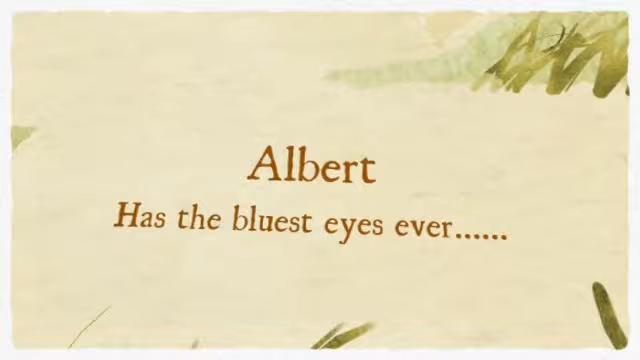 Albert
Has the bluest eyes ever......